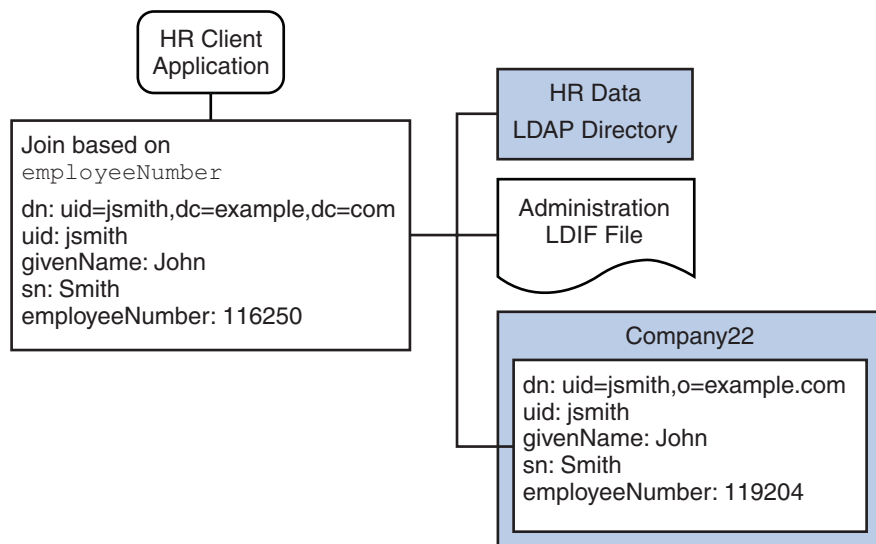 HR Client
Application
Join based on
employeeNumber
dn: uid=jsmith,dc=example,dc=com
uid: jsmith
givenName: John
sn: Smith
employeeNumber: 116250
HR Data
LDAP Directory
Administration
LDIF File
Company22
dn: uid=jsmith,o=example.com
uid: jsmith
givenName: John
sn: Smith
employeeNumber: 119204